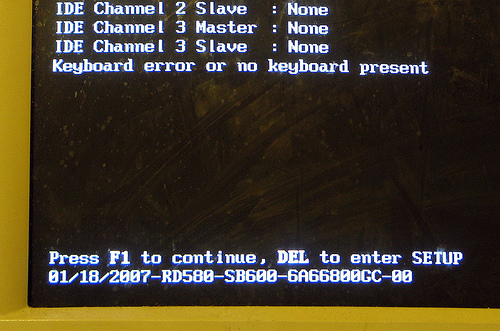 IDE Channel 2 Slave : None
IDE Channel 3 Master : None
IDE Channel 3 Slave : None
Keyboard error or no keyboard present
Press F1 to continue, DEL to enter SETUP
01/18/2007-RD580-SB600-6A66800GC-00